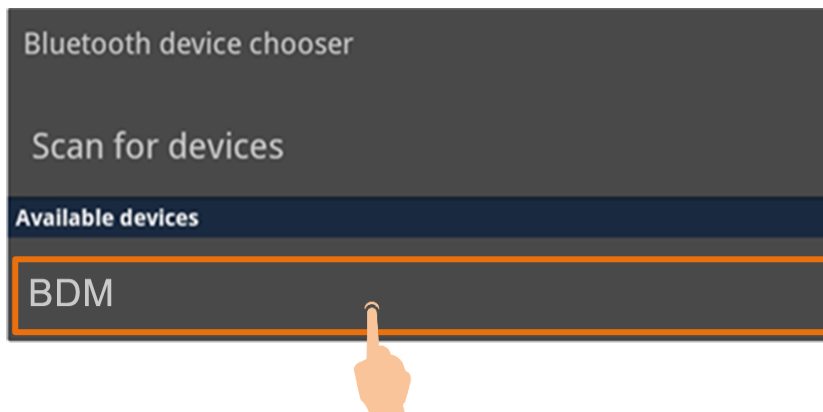 Bluetooth device chooser
Scan for devices
Available devices
BDM